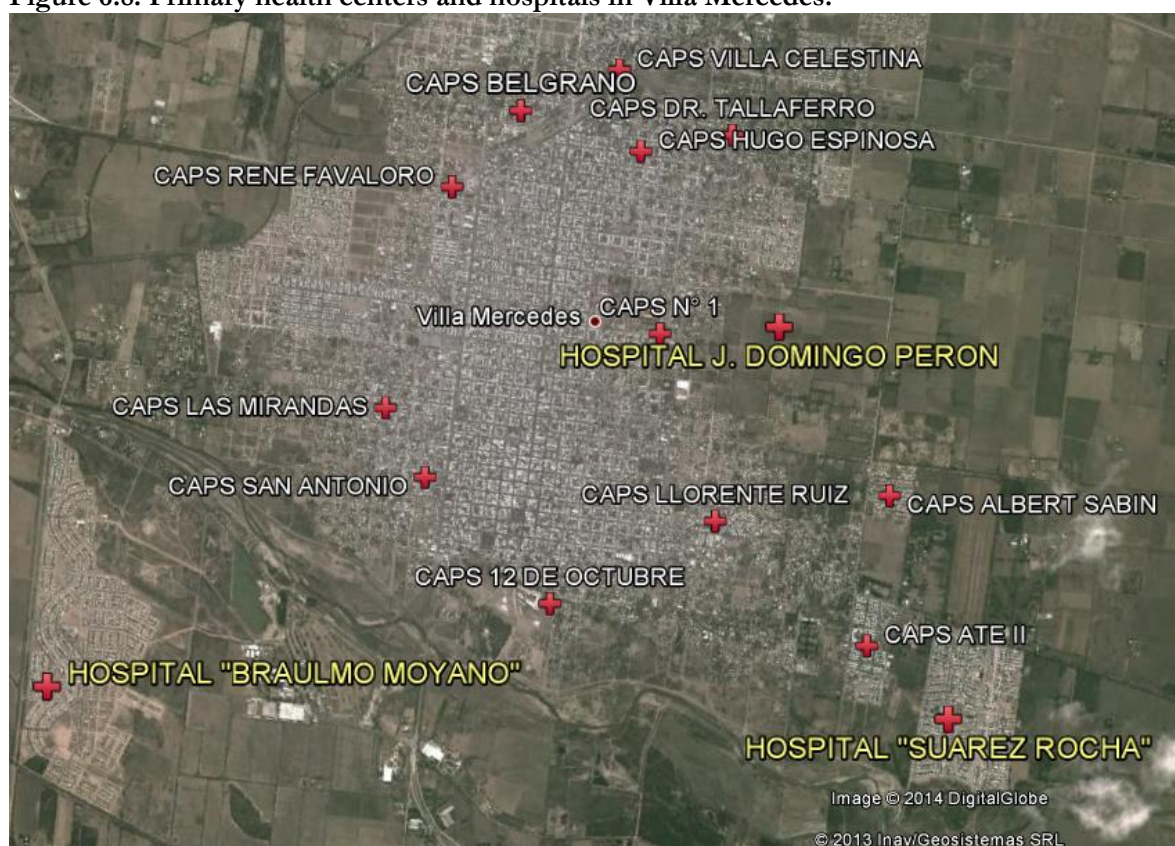 Figure 6.8. Primary health centers and hospitals in Villa Mercedes.
CAPS VILLA CELESTINA
CAPS BELGRANO
CAPS DR. TALLAFERRO
CAPS HUGO ESPINOSA
CAPS RENE FAVALORO
Villa Mercedes
CAPS N° 1
HOSPITAL J. DOMINGO PERON
CAPS LAS MIRANDAS
CAPS SAN ANTONIO
CAPS LLORENTE RUIZ
CAPS ALBERT SABIN
CAPS 12 DE OCTUBRE
CAPS ATE II
HOSPITAL "BRAULMO MOYANO"
HOSPITAL "SUAREZ ROCHA"
Image © 2014 DigitalGlobe
© 2013 Inav/Geosistemas SRL